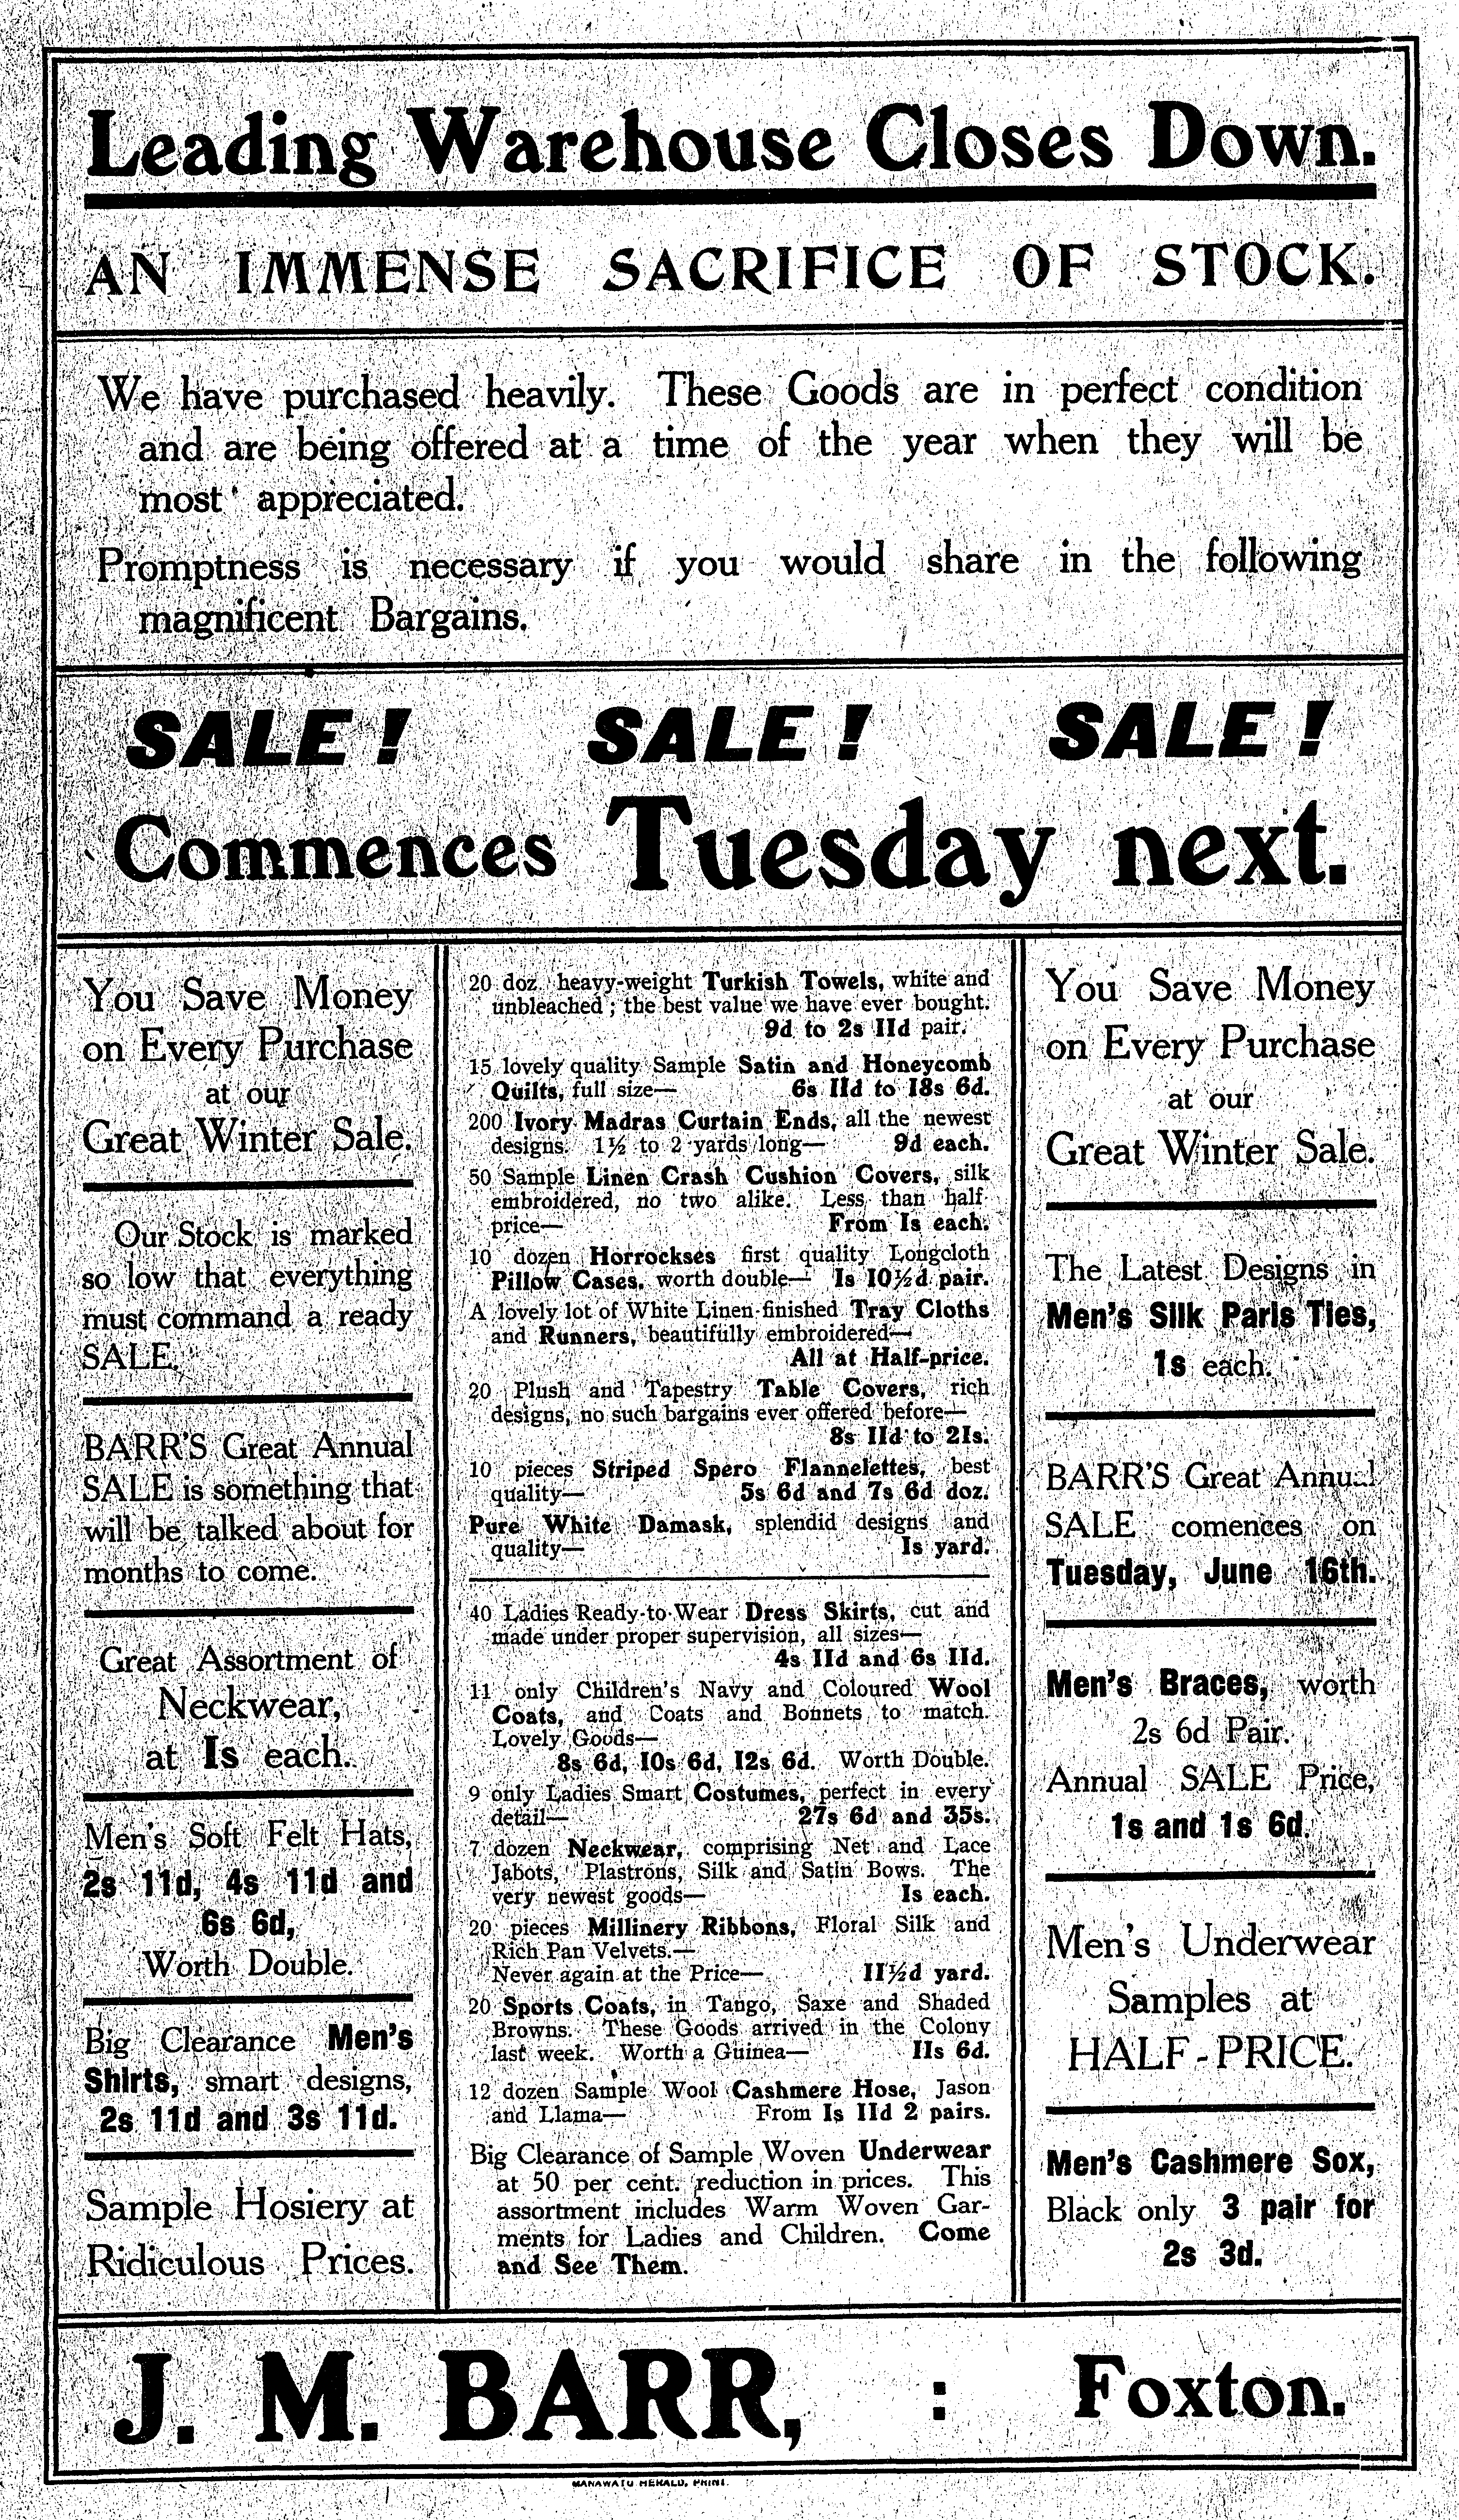 Leading Warehouse Closes Down.
AN IMMENSE SACRIFICE OF STOCK.
We have purchased heavily. These Goods are in perfect condition
and are being offered at a time of the year when they will be
most appreciated.
Promptness is necessary if you would share in the following
magnificent Bargains.
SALE! SALE! SALE!
Commences Tuesday next.
You Save Money
on Every Purchase
at our
Great Winter Sale.
Our Stock is marked
so low that everything
must command a ready
SALE.
BARR'S Great Annual
SALE is something that
will be talked about for
months to come.
Great Assortment of
Neckwear,
at Is each.
Men's Soft Felt Hats,
2s 11d, 4s 11d and
6s 6d,
Worth Double.
Big Clearance Men's
Shirts, smart designs,
2s 11d and 3s 11d.
Sample Hosiery at
Ridiculous Prices.
20 doz. heavy-weight Turkish Towels, white and
unbleached; the best value we have ever bought.
9d to 2s IId pair.
15 lovely quality Sample Satin and Honeycomb
Quilts, full size— 6s IId to I8s 6d.
200 Ivory Madras Curtain Ends, all the newest
designs. 1½ to 2 yards long— 9d each.
50 Sample Linen Crash Cushion Covers, silk
embroidered, no two alike. Less than half-
price— From Is each.
10 dozen Horrockses first quality Longcloth
Pillow Cases, worth double— Is IO½d pair.
A lovely lot of White Linen-finished Tray Cloths
and Runners, beautifully embroidered—
All at Half-price.
20 Plush and Tapestry Table Covers, rich
designs, no such bargains ever offered before—
8s IId to 2Is.
10 pieces Striped Spero Flannelettes, best
quality— 5s 6d and 7s 6d doz.
Pure White Damask, splendid designs and
quality— Is yard.
40 Ladies Ready-to-Wear Dress Skirts, cut and
made under proper supervision, all sizes—
4s IId and 6s IId.
11 only Children's Navy and Coloured Wool
Coats, and Coats and Bonnets to match.
Lovely Goods—
8s 6d, IOs 6d, I2s 6d. Worth Double.
9 only Ladies Smart Costumes, perfect in every
detail— 27s 6d and 35s.
7 dozen Neckwear, comprising Net and Lace
Jabots, Plastrons, Silk and Satin Bows. The
very newest goods— Is each.
20 pieces Millinery Ribbons, Floral Silk and
Rich Pan Velvets.—
Never again at the Price— II½d yard.
20 Sports Coats, in Tango, Saxe and Shaded
Browns. These Goods arrived in the Colony
last week. Worth a Guinea— IIs 6d.
12 dozen Sample Wool Cashmere Hose, Jason
and Llama— From Is IId 2 pairs.
Big Clearance of Sample Woven Underwear
at 50 per cent. reduction in prices. This
assortment includes Warm Woven Gar-
ments for Ladies and Children. Come
and See Them.
You Save Money
on Every Purchase
at our
Great Winter Sale.
The Latest Designs in
Men's Silk Paris Ties,
1s each.
BARR'S Great Annual
SALE comences on
Tuesday, June 16th.
Men's Braces, worth
2s 6d Pair.
Annual SALE Price,
1s and 1s 6d.
Men's Underwear
Samples at
HALF-PRICE.
Men's Cashmere Sox,
Black only 3 pair for
2s 3d.
J. M. BARR, : Foxton.
MANAWATU HERALD, PRINT.